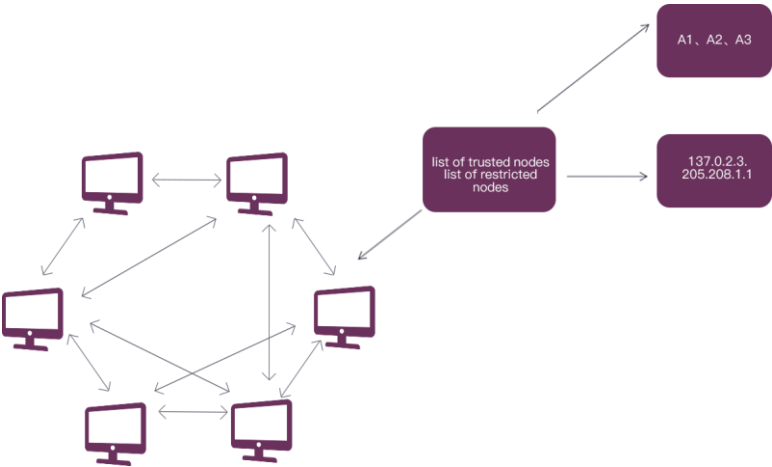 A1、A2、A3
list of trusted nodes
list of restricted
nodes
137.0.2.3.
205.208.1.1